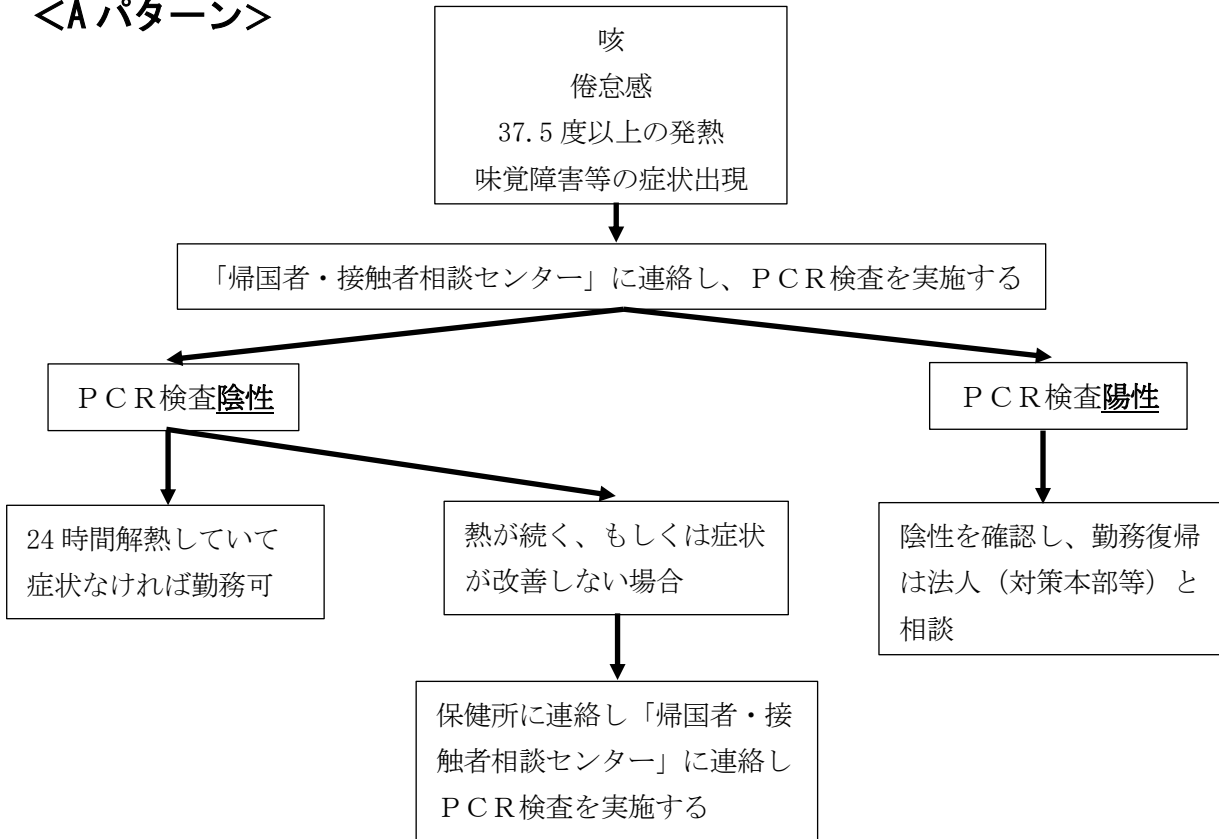 <Aパターン>
咳
倦怠感
37.5度以上の発熱
味覚障害等の症状出現
「帰国者・接触者相談センター」に連絡し、ＰＣＲ検査を実施する
ＰＣＲ検査陰性
ＰＣＲ検査陽性
24時間解熱していて
症状なければ勤務可
熱が続く、もしくは症状
が改善しない場合
陰性を確認し、勤務復帰
は法人（対策本部等）と
相談
保健所に連絡し「帰国者・接
触者相談センター」に連絡し
ＰＣＲ検査を実施する